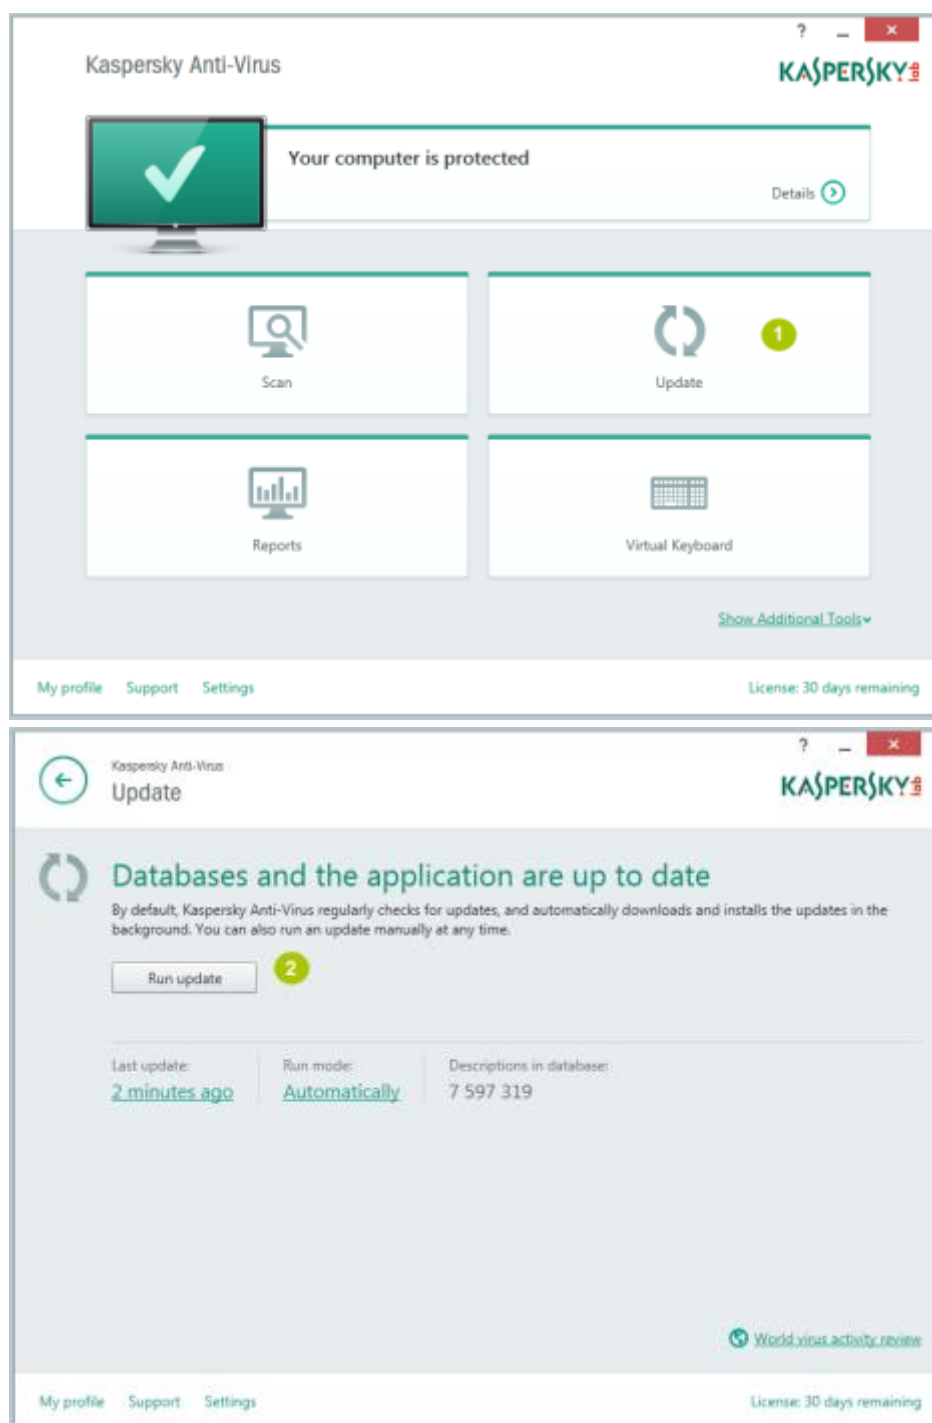 ? _ ×
Kaspersky Anti-Virus
KASPERSKY lab
Your computer is protected
Details
1
Scan
Update
Reports
Virtual Keyboard
Show Additional Tools
My profile Support Settings License: 30 days remaining
? _ ×
Kaspersky Anti-Virus
Update
KASPERSKY lab
Databases and the application are up to date
By default, Kaspersky Anti-Virus regularly checks for updates, and automatically downloads and installs the updates in the
background. You can also run an update manually at any time.
Run update 2
Last update: Run mode: Descriptions in database:
2 minutes ago Automatically 7 597 319
World virus activity review
My profile Support Settings License: 30 days remaining